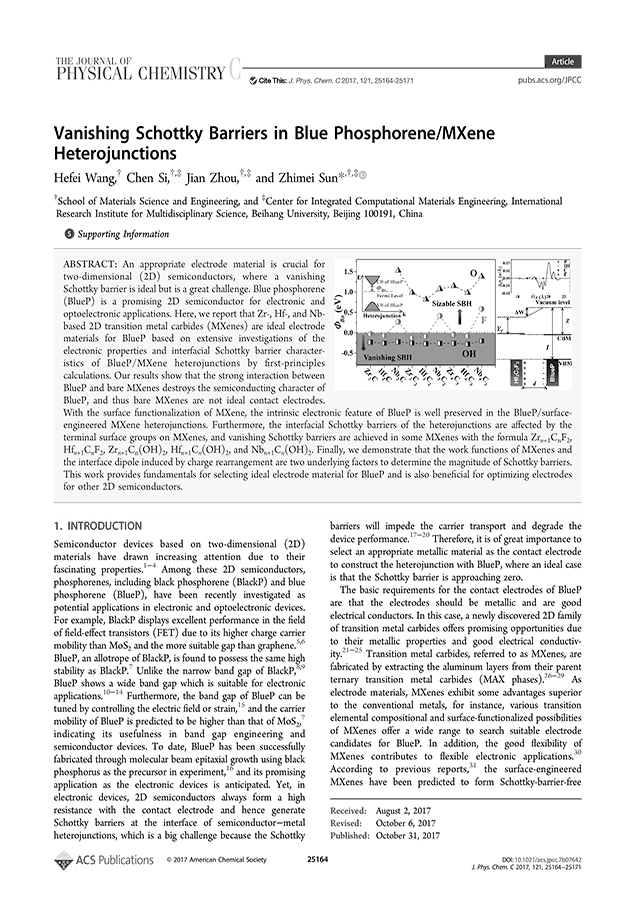 THE JOURNAL OF
PHYSICAL CHEMISTRY C
Article
Cite This: J. Phys. Chem. C 2017, 121, 25164-25171
pubs.acs.org/JPCC
Vanishing Schottky Barriers in Blue Phosphorene/MXene
Heterojunctions
Hefei Wang,† Chen Si,†,‡ Jian Zhou,†,‡ and Zhimei Sun*,†,‡
†School of Materials Science and Engineering, and ‡Center for Integrated Computational Materials Engineering, International
Research Institute for Multidisciplinary Science, Beihang University, Beijing 100191, China
S Supporting Information
ABSTRACT: An appropriate electrode material is crucial for
two-dimensional (2D) semiconductors, where a vanishing
Schottky barrier is ideal but is a great challenge. Blue phosphorene
(BlueP) is a promising 2D semiconductor for electronic and
optoelectronic applications. Here, we report that Zr-, Hf-, and Nb-
based 2D transition metal carbides (MXenes) are ideal electrode
materials for BlueP based on extensive investigations of the
electronic properties and interfacial Schottky barrier character-
istics of BlueP/MXene heterojunctions by first-principles
calculations. Our results show that the strong interaction between
BlueP and bare MXenes destroys the semiconducting character of
BlueP, and thus bare MXenes are not ideal contact electrodes.
With the surface functionalization of MXene, the intrinsic electronic feature of BlueP is well preserved in the BlueP/surface-
engineered MXene heterojunctions. Furthermore, the interfacial Schottky barriers of the heterojunctions are affected by the
terminal surface groups on MXenes, and vanishing Schottky barriers are achieved in some MXenes with the formula Zrn+1CnF2,
Hfn+1CnF2, Zrn+1Cn(OH)2, Hfn+1Cn(OH)2, and Nbn+1Cn(OH)2. Finally, we demonstrate that the work functions of MXenes and
the interface dipole induced by charge rearrangement are two underlying factors to determine the magnitude of Schottky barriers.
This work provides fundamentals for selecting ideal electrode material for BlueP and is also beneficial for optimizing electrodes
for other 2D semiconductors.
1.5
1.0
0.5
0.0
-0.5
Fermi Level
Heterojunction
O
Sizable SBH
F
Vanishing SBH
OH
Vacuum level
ΔW
CBM
VBM
BlueP
1. INTRODUCTION
Semiconductor devices based on two-dimensional (2D)
materials have drawn increasing attention due to their
fascinating properties.1−4 Among these 2D semiconductors,
phosphorenes, including black phosphorene (BlackP) and blue
phosphorene (BlueP), have been recently investigated as
potential applications in electronic and optoelectronic devices.
For example, BlackP displays excellent performance in the field
of field-effect transistors (FET) due to its higher charge carrier
mobility than MoS2 and the more suitable gap than graphene.5,6
BlueP, an allotrope of BlackP, is found to possess the same high
stability as BlackP.7 Unlike the narrow band gap of BlackP,8,9
BlueP shows a wide band gap which is suitable for electronic
applications.10−14 Furthermore, the band gap of BlueP can be
tuned by controlling the electric field or strain,15 and the carrier
mobility of BlueP is predicted to be higher than that of MoS2,7
indicating its usefulness in band gap engineering and
semiconductor devices. To date, BlueP has been successfully
fabricated through molecular beam epitaxial growth using black
phosphorus as the precursor in experiment,16 and its promising
application as the electronic devices is anticipated. Yet, in
electronic devices, 2D semiconductors always form a high
resistance with the contact electrode and hence generate
Schottky barriers at the interface of semiconductor−metal
heterojunctions, which is a big challenge because the Schottky
barriers will impede the carrier transport and degrade the
device performance.17−20 Therefore, it is of great importance to
select an appropriate metallic material as the contact electrode
to construct the heterojunction with BlueP, where an ideal case
is that the Schottky barrier is approaching zero.
The basic requirements for the contact electrodes of BlueP
are that the electrodes should be metallic and are good
electrical conductors. In this case, a newly discovered 2D family
of transition metal carbides offers promising opportunities due
to their metallic properties and good electrical conductiv-
ity.21−25 Transition metal carbides, referred to as MXenes, are
fabricated by extracting the aluminum layers from their parent
ternary transition metal carbides (MAX phases).26−29 As
electrode materials, MXenes exhibit some advantages superior
to the conventional metals, for instance, various transition
elemental compositional and surface-functionalized possibilities
of MXenes offer a wide range to search suitable electrode
candidates for BlueP. In addition, the good flexibility of
MXenes contributes to flexible electronic applications.30
According to previous reports,31 the surface-engineered
MXenes have been predicted to form Schottky-barrier-free
Received: August 2, 2017
Revised: October 6, 2017
Published: October 31, 2017
ACS Publications
© 2017 American Chemical Society
25164
DOI: 10.1021/acs.jpcc.7b07642
J. Phys. Chem. C 2017, 121, 25164−25171